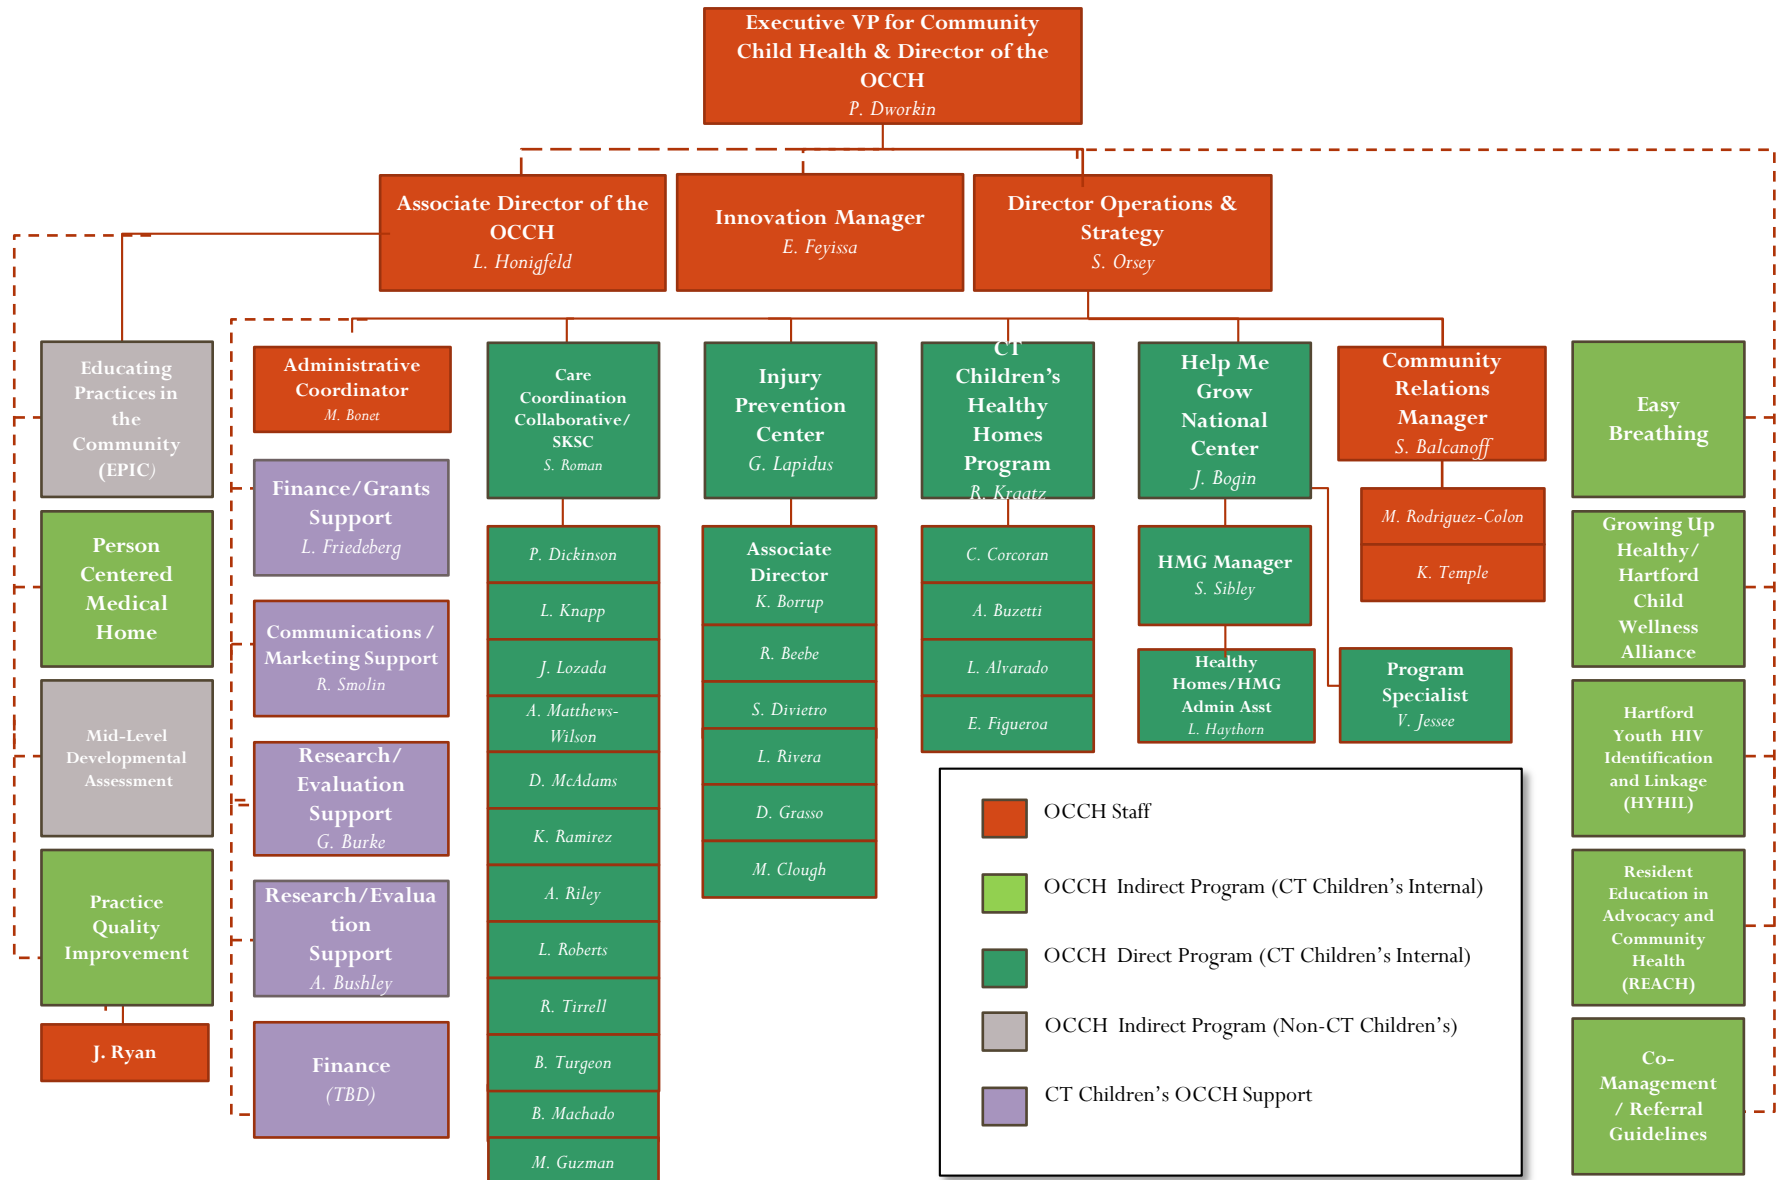 Executive VP for Community
Child Health & Director of the
OCCH
P. Dworkin
Associate Director of the
OCCH
L. Honigfeld
Innovation Manager
E. Feyissa
Director Operations &
Strategy
S. Orsey
Educating
Practices in
the
Community
(EPIC)
Person
Centered
Medical
Home
Mid-Level
Developmental
Assessment
Practice
Quality
Improvement
J. Ryan
Administrative
Coordinator
M. Bonet
Finance/Grants
Support
L. Friedeberg
Communications /
Marketing Support
R. Smolin
Research/
Evaluation
Support
G. Burke
Research/Evalua
tion
Support
A. Bushley
Finance
(TBD)
Care
Coordination
Collaborative/
SKSC
S. Roman
P. Dickinson
L. Knapp
J. Lozada
A. Matthews-
Wilson
D. McAdams
K. Ramirez
A. Riley
L. Roberts
R. Tirrell
B. Turgeon
B. Machado
M. Guzman
Injury
Prevention
Center
G. Lapidus
Associate
Director
K. Borrup
R. Beebe
S. Divietro
L. Rivera
D. Grasso
M. Clough
CT
Children's
Healthy
Homes
Program
R. Kraatz
C. Corcoran
A. Buzetti
L. Alvarado
E. Figueroa
Help Me
Grow
National
Center
J. Bogin
HMG Manager
S. Sibley
Healthy
Homes/HMG
Admin Asst
L. Haythorn
Program
Specialist
V. Jessee
Community
Relations
Manager
S. Balcanoff
M. Rodriguez-Colon
K. Temple
Easy
Breathing
Growing Up
Healthy/
Hartford
Child
Wellness
Alliance
Hartford
Youth HIV
Identification
and Linkage
(HYHIL)
Resident
Education in
Advocacy and
Community
Health
(REACH)
Co-
Management
/ Referral
Guidelines
OCCH Staff
OCCH Indirect Program (CT Children's Internal)
OCCH Direct Program (CT Children's Internal)
OCCH Indirect Program (Non-CT Children's)
CT Children's OCCH Support